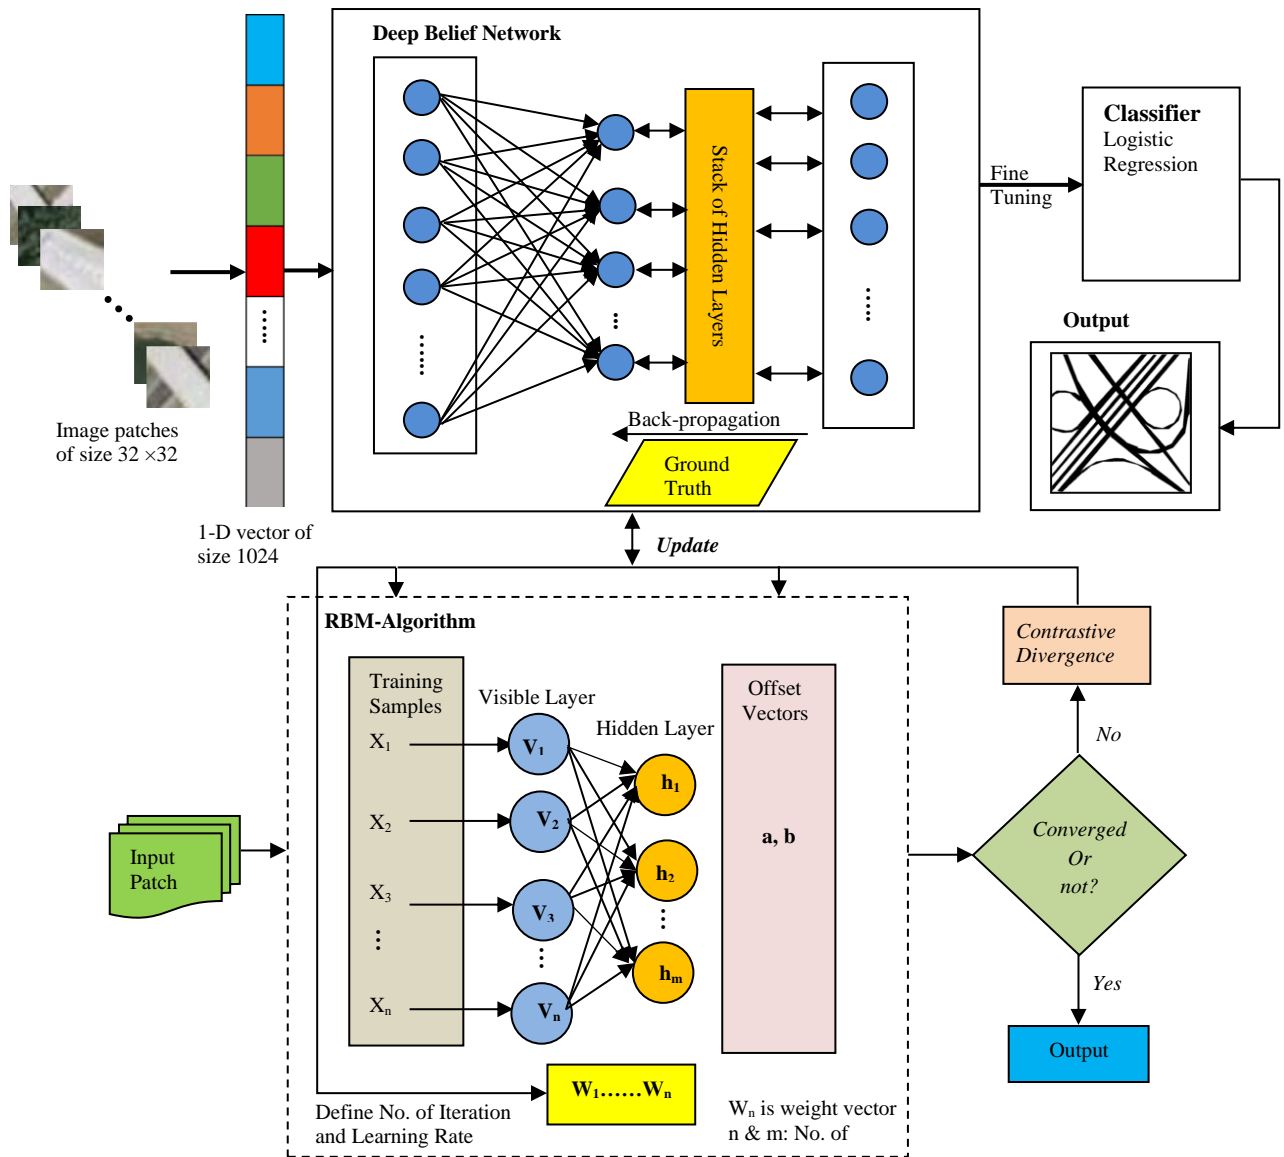 Deep Belief Network
Stack of Hidden Layers
Back-propagation
Ground
Truth
Fine
Tuning
Classifier
Logistic
Regression
Output
Image patches
of size 32 ×32
1-D vector of
size 1024
Update
RBM-Algorithm
Training
Samples
X1
X2
X3
Xn
Visible Layer
V1
V2
V3
Vn
Hidden Layer
h1
h2
hm
Offset
Vectors
a, b
Input
Patch
W1……Wn
Define No. of Iteration
and Learning Rate
Wn is weight vector
n & m: No. of
Contrastive
Divergence
No
Converged
Or
not?
Yes
Output